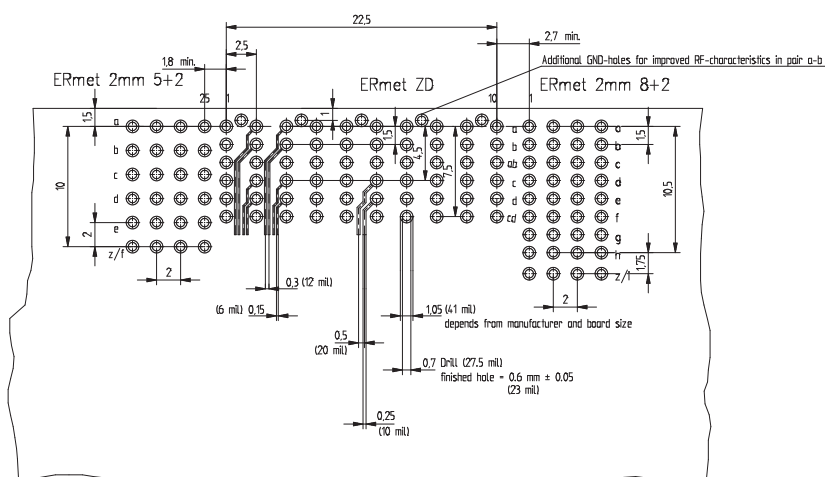 22,5
2,5
2,7 min.
1,8 min.
Additional GND-holes for improved RF-characteristics in pair a-b
ERmet 2mm 5+2
ERmet ZD
ERmet 2mm 8+2
25
1
10
1
1,5
a
b
c
d
e
z/f
10
2
2
1
1,5
4,5
7,5
a
b
ab
c
d
cd
a
b
c
d
e
f
g
h
z/f
1,5
10,5
1,75
2
0,3 (12 mil)
(6 mil) 0,15
1,05 (41 mil)
depends from manufacturer and board size
0,5
(20 mil)
0,7 Drill (27.5 mil)
finished hole = 0.6 mm ± 0.05
(23 mil)
0,25
(10 mil)